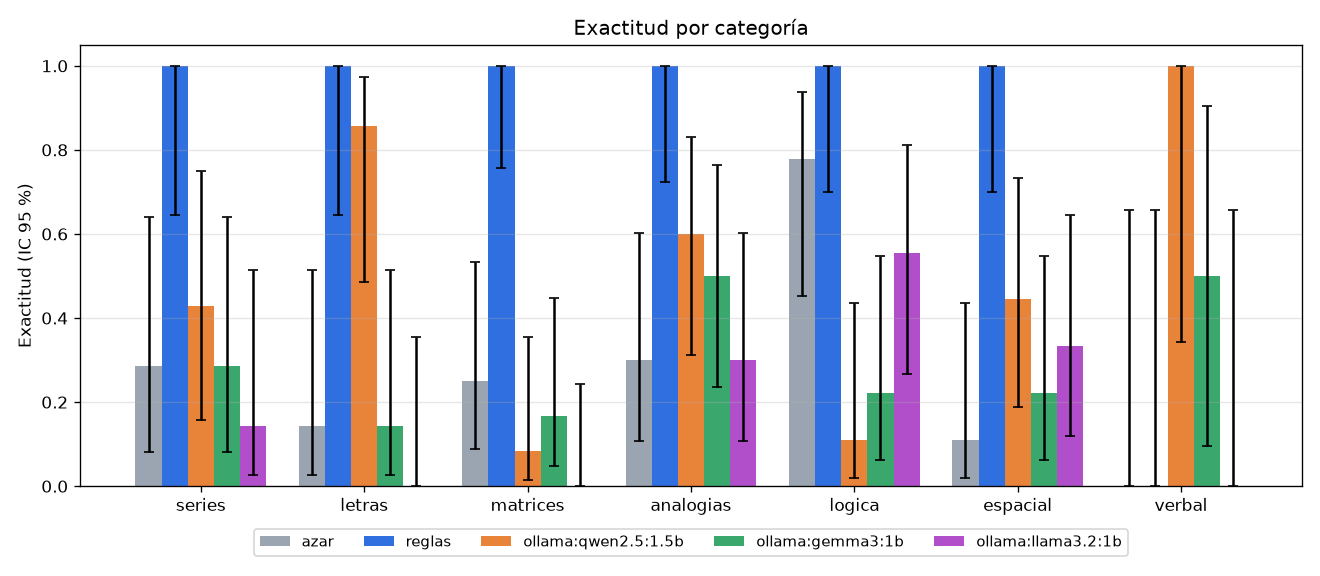 Exactitud por categoría
Exactitud (IC 95 %)
1.0
0.8
0.6
0.4
0.2
0.0
series letras matrices analogias logica espacial verbal
azar reglas ollama:qwen2.5:1.5b ollama:gemma3:1b ollama:llama3.2:1b